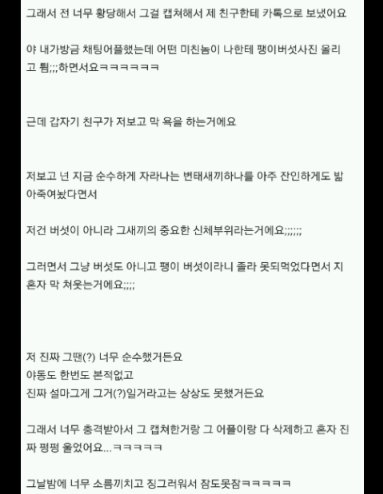 그래서 전 너무 황당해서 그걸 캡쳐해서 제 친구한테 카톡으로 보냈어요
야 내가방금 채팅어플했는데 어떤 미친놈이 나한테 팽이버섯사진 올리
고 튐;;;하면서요ㅋㅋㅋㅋㅋㅋ
근데 갑자기 친구가 저보고 막 욕을 하는거에요
저보고 넌 지금 순수하게 자라나는 변태새끼하나를 아주 잔인하게도 밟
아죽여놨다면서
저건 버섯이 아니라 그새끼의 중요한 신체부위라는거에요;;;;;;
그러면서 그냥 버섯도 아니고 팽이 버섯이라니 졸라 못되먹었다면서 지
혼자 막 쳐웃는거에요;;;;
저 진짜 그땐(?) 너무 순수했거든요
야동도 한번도 본적없고
진짜 설마그게 그거(?)일거라고는 상상도 못했거든요
그래서 너무 충격받아서 그 캡쳐한거랑 그 어플이랑 다 삭제하고 혼자 진
짜 펑펑 울었어요...ㅋㅋㅋㅋㅋ
그날밤에 너무 소름끼치고 징그러워서 잠도못잠ㅋㅋㅋㅋㅋ